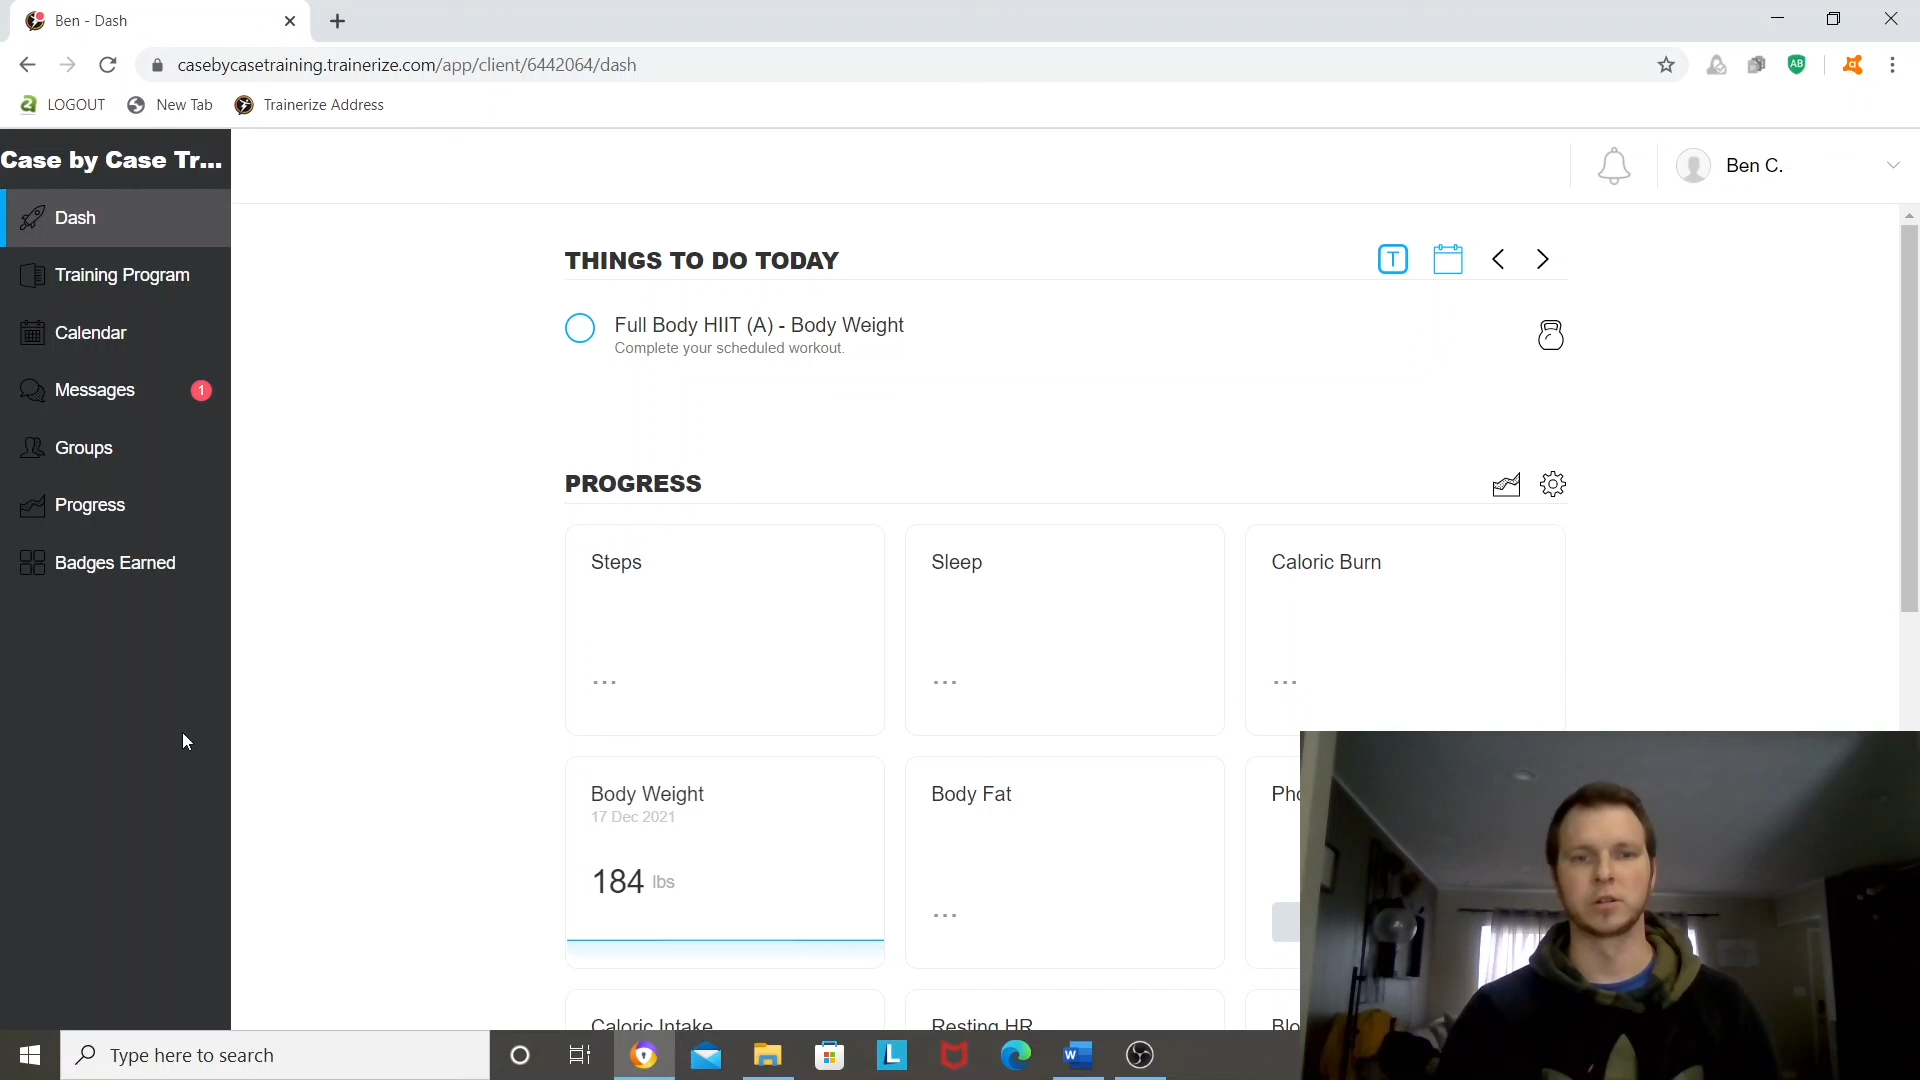 Ben - Dash
casebycasetraining.trainerize.com/app/client/6442064/dash
AB
LOGOUT
New Tab
Trainerize Address
Case by Case Tr...
Ben C.
Dash
Training Program
Calendar
Messages
1
Groups
Progress
Badges Earned
THINGS TO DO TODAY
T
Full Body HIIT (A) - Body Weight
Complete your scheduled workout.
PROGRESS
Steps
Sleep
Caloric Burn
...
...
...
Body Weight
17 Dec 2021
184 lbs
Body Fat
...
Pho
Caloric Intake
Resting HR
Blo
Type here to search
L
W